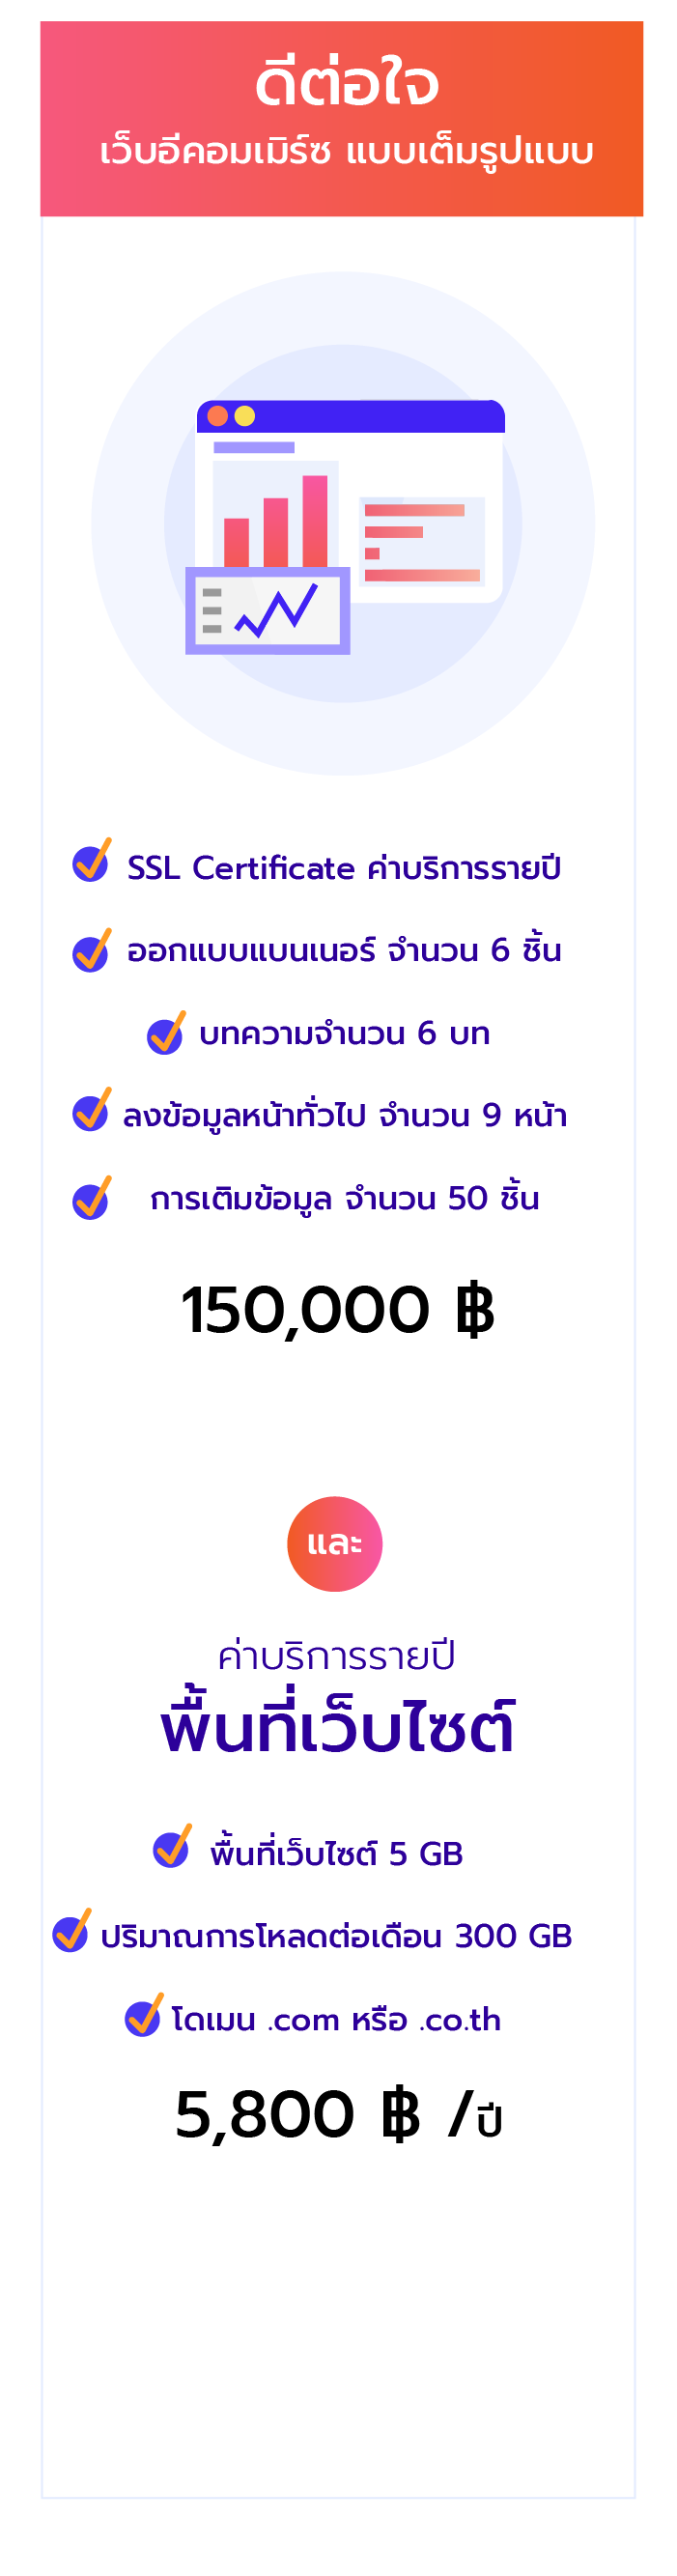 ดีต่อใจ
เว็บอีคอมเมิร์ซ แบบเต็มรูปแบบ
SSL Certificate ค่าบริการรายปี
ออกแบบแบนเนอร์ จำนวน 6 ชิ้น
บทความจำนวน 6 บท
ลงข้อมูลหน้าทั่วไป จำนวน 9 หน้า
การเติมข้อมูล จำนวน 50 ชิ้น
150,000 ฿
และ
ค่าบริการรายปี
พื้นที่เว็บไซต์
พื้นที่เว็บไซต์ 5 GB
ปริมาณการโหลดต่อเดือน 300 GB
โดเมน .com หรือ .co.th
5,800 ฿ /ปี